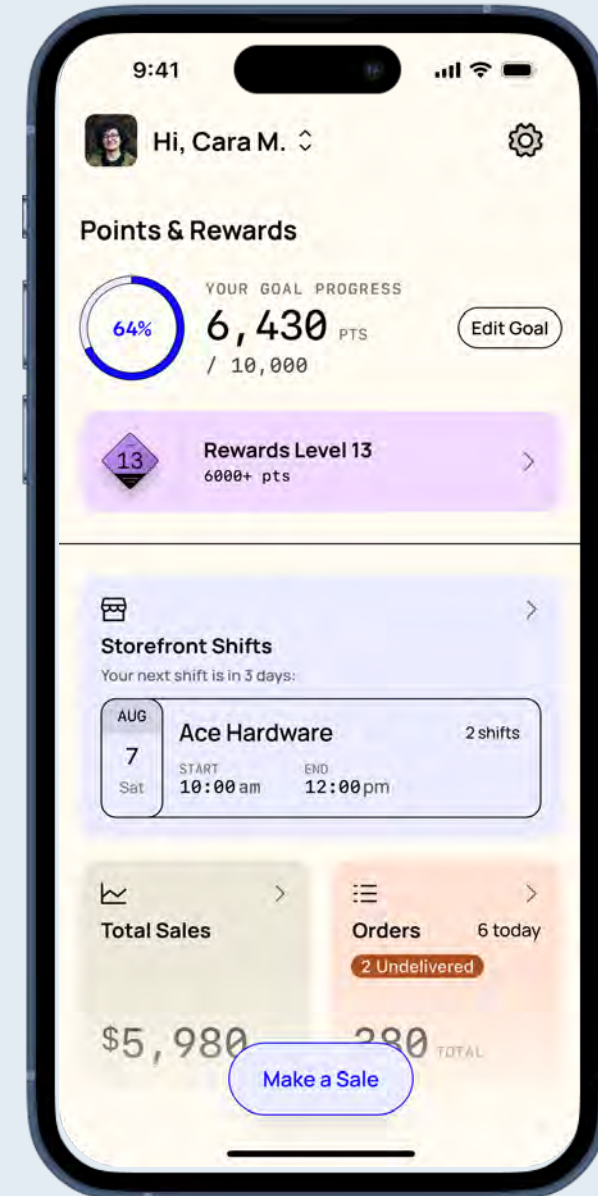 9:41
Hi, Cara M.
Points & Rewards
64%
YOUR GOAL PROGRESS
6,430 PTS
/ 10,000
Edit Goal
13
Rewards Level 13
6000+ pts
Storefront Shifts
Your next shift is in 3 days:
AUG
7
Sat
Ace Hardware
2 shifts
START
10:00 am
END
12:00 pm
Total Sales
$5,980
Orders
6 today
2 Undelivered
380 TOTAL
Make a Sale